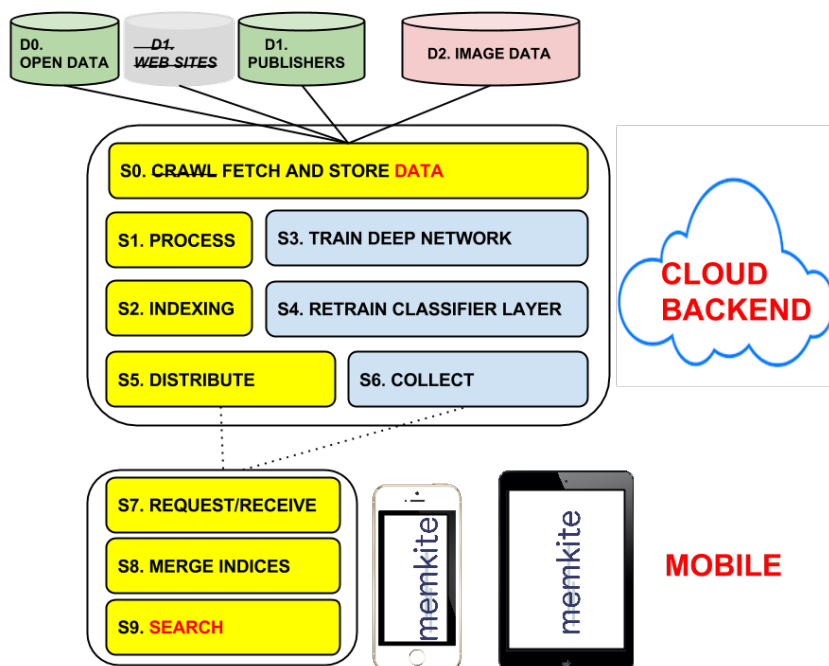 D0.
OPEN DATA
D1.
WEB SITES
D1.
PUBLISHERS
D2. IMAGE DATA
S0. CRAWL FETCH AND STORE DATA
S1. PROCESS
S3. TRAIN DEEP NETWORK
S2. INDEXING
S4. RETRAIN CLASSIFIER LAYER
S5. DISTRIBUTE
S6. COLLECT
CLOUD
BACKEND
S7. REQUEST/RECEIVE
S8. MERGE INDICES
S9. SEARCH
memkite
memkite
MOBILE